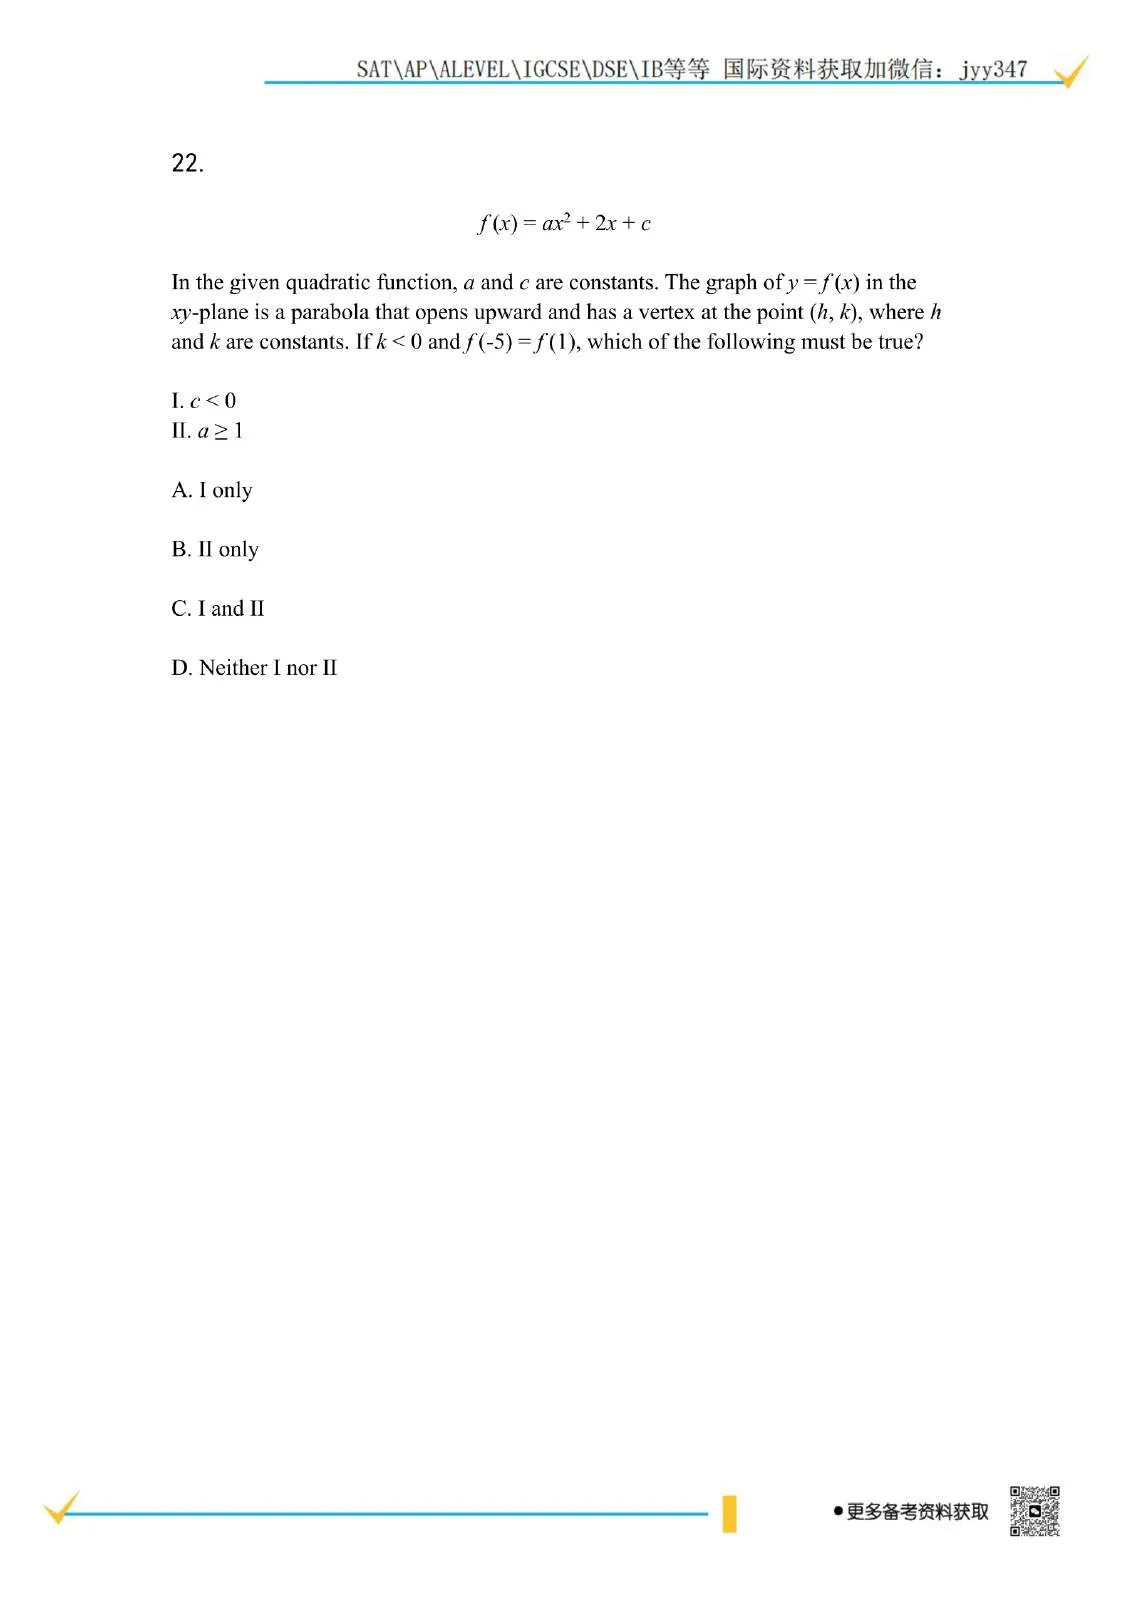 SAT\AP\ALEVEL\IGCSE\DSE\IB等等 国际资料获取加微信：jyy347
22.
f(x) = ax² + 2x + c
In the given quadratic function, a and c are constants. The graph of y = f(x) in the
xy-plane is a parabola that opens upward and has a vertex at the point (h, k), where h
and k are constants. If k < 0 and f(-5) = f(1), which of the following must be true?
I. c < 0
II. a ≥ 1
A. I only
B. II only
C. I and II
D. Neither I nor II
●更多备考资料获取